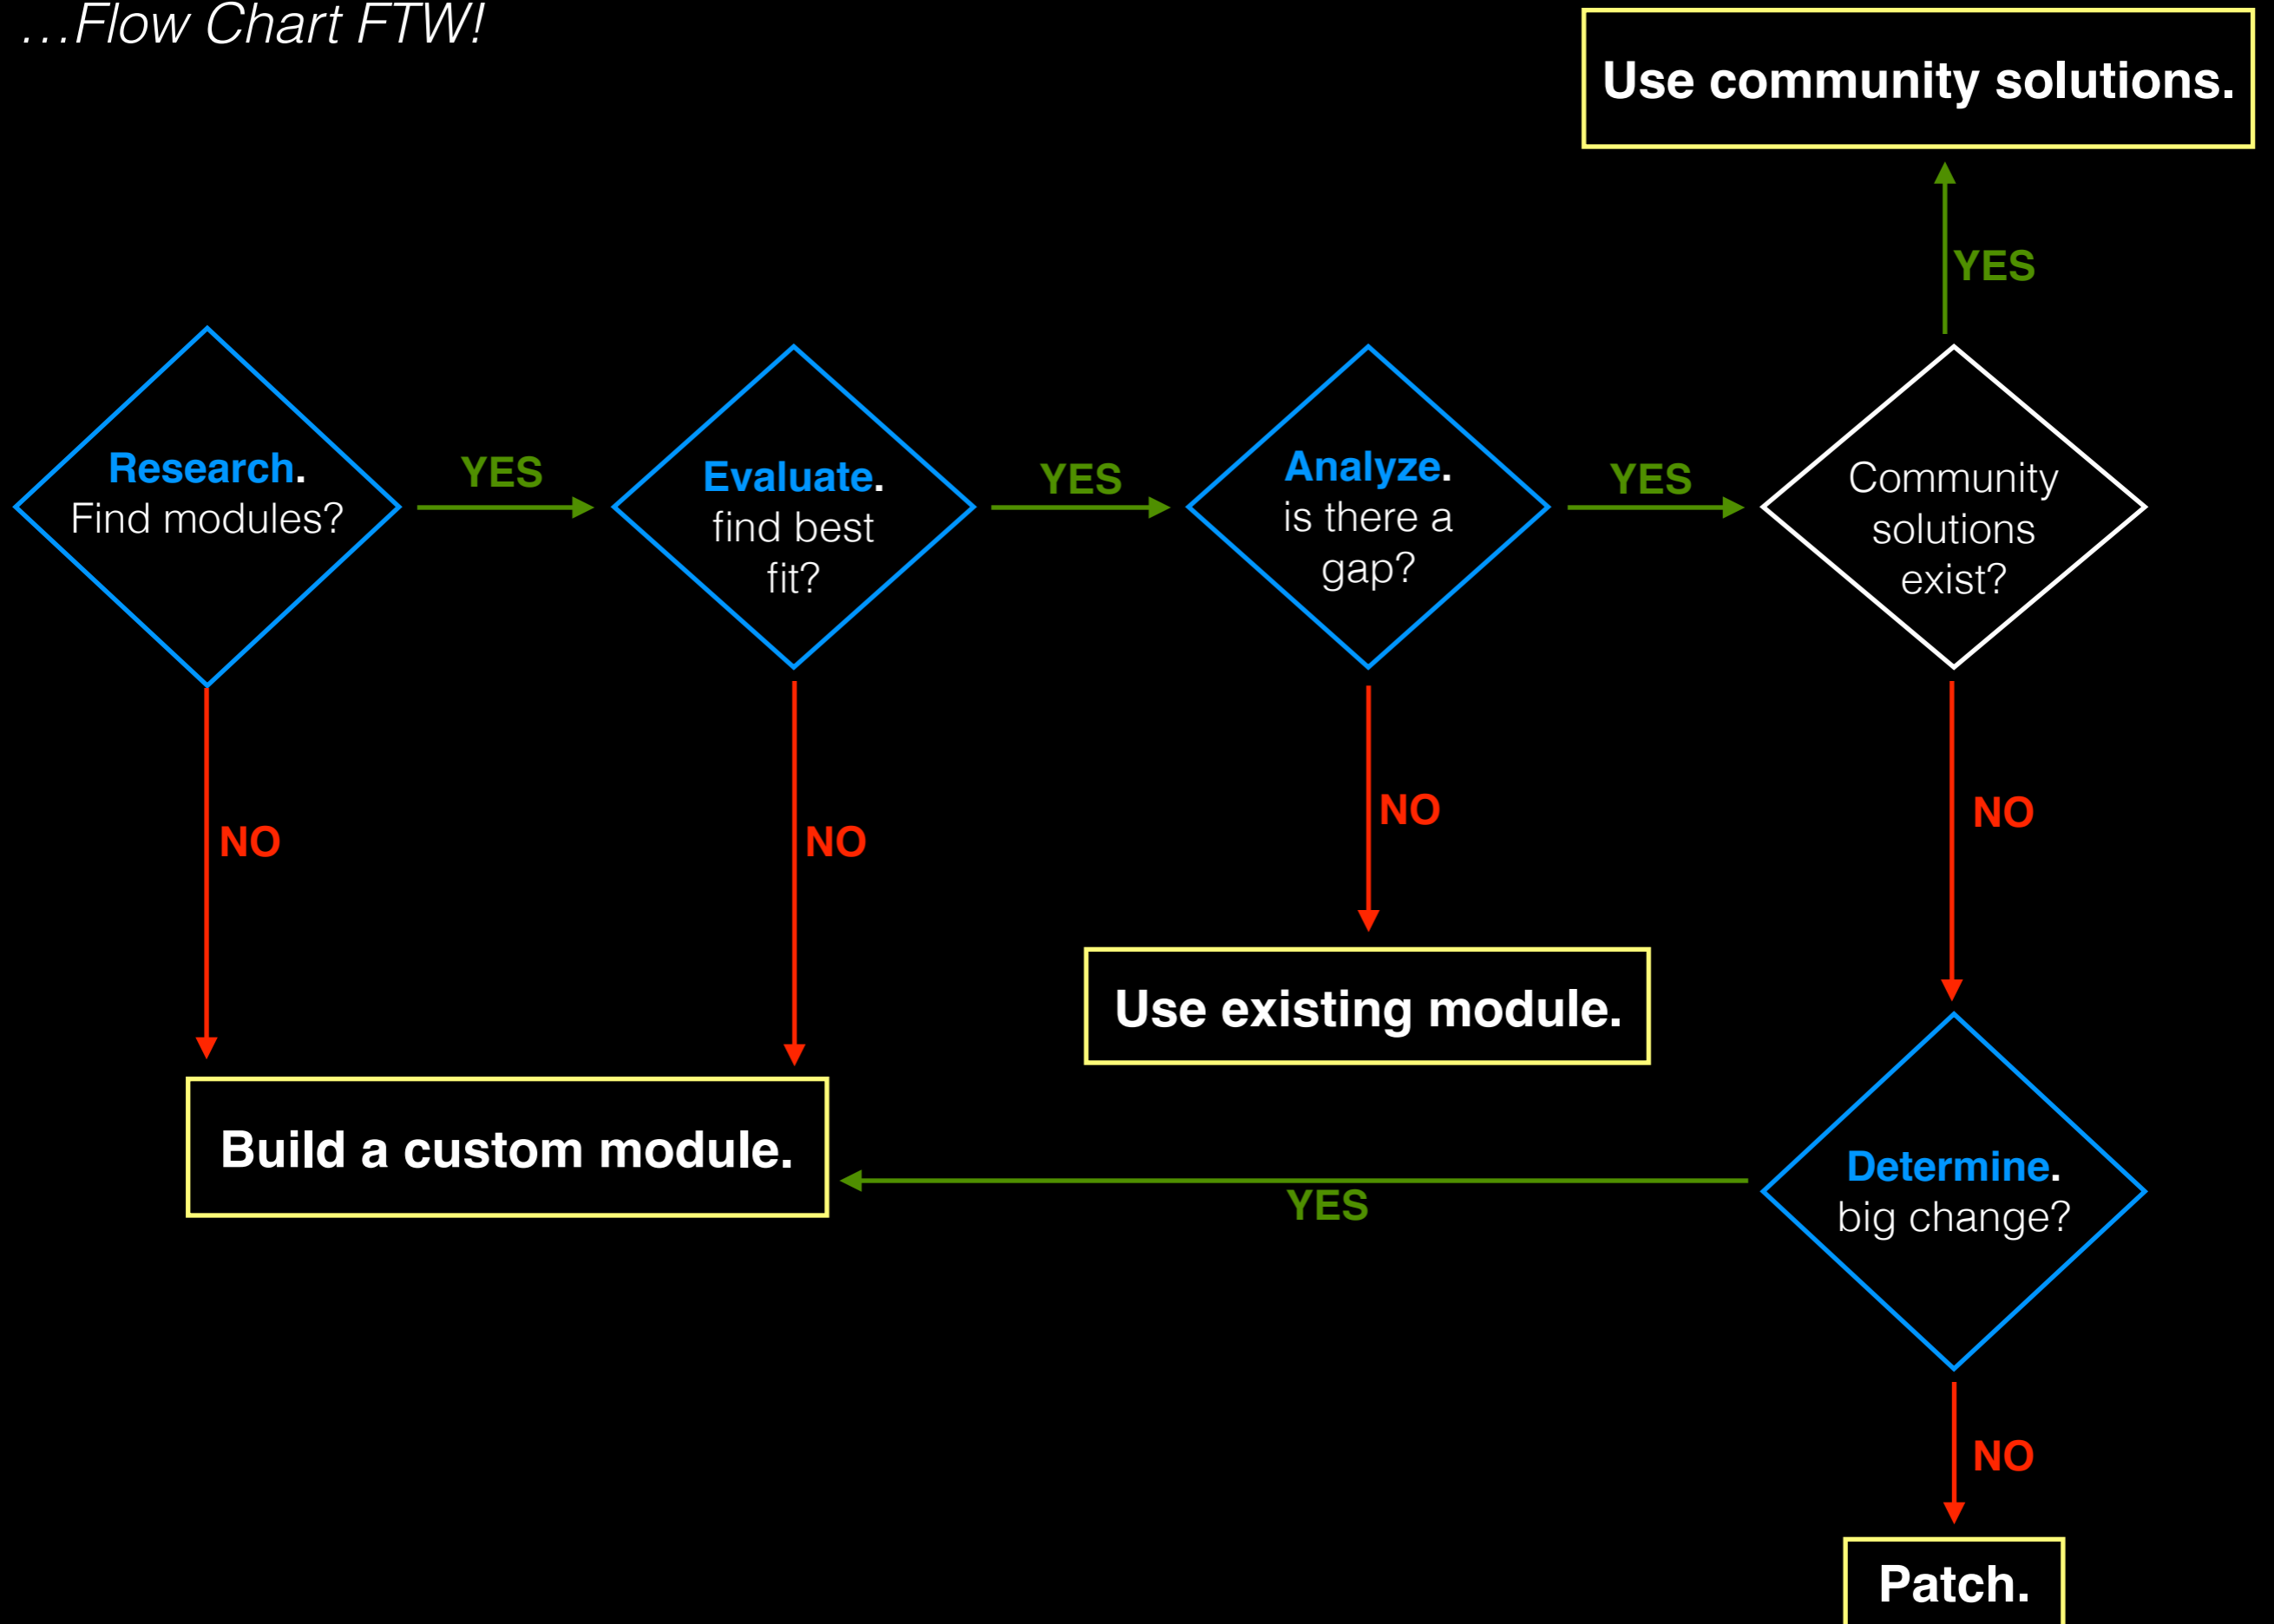 ...Flow Chart FTW!
Use community solutions.
YES
Research.
Find modules?
YES
Evaluate.
find best
fit?
YES
Analyze.
is there a
gap?
YES
Community
solutions
exist?
NO
NO
NO
NO
Use existing module.
Build a custom module.
YES
Determine.
big change?
NO
Patch.